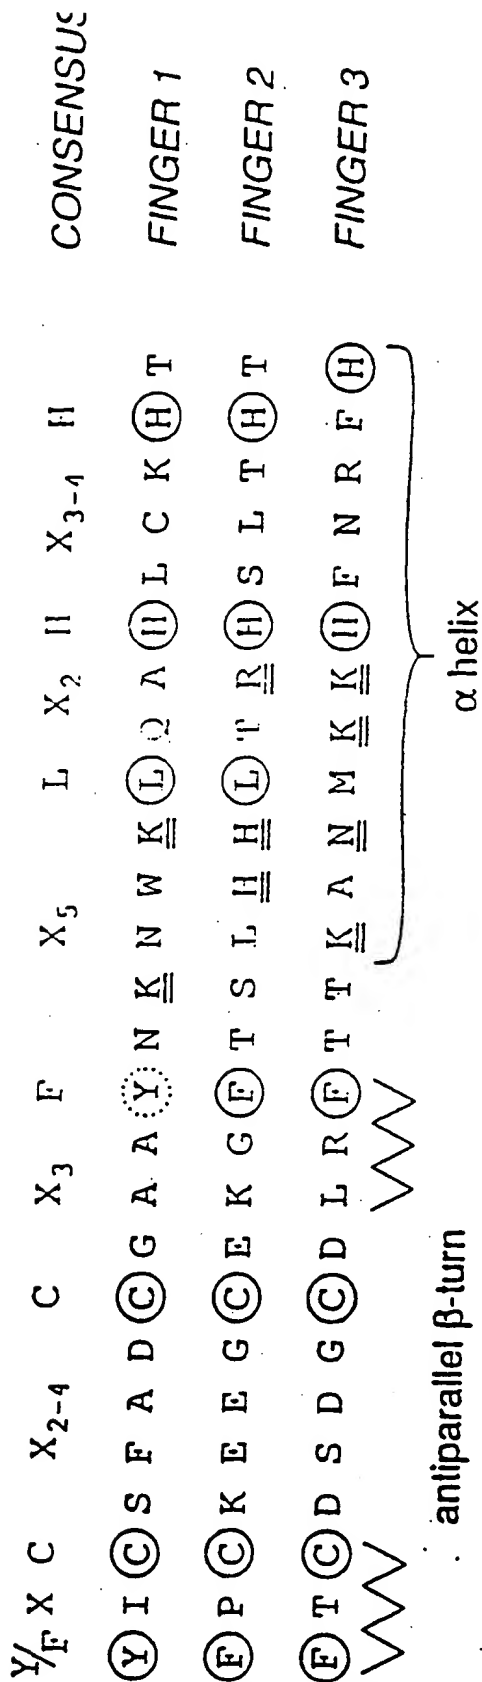 Y/F X C X2-4 C X3 F X5 L X2 H X3-4 H CONSENSUS
Y I C S F A D C G A A Y N K N W K L Q A H L C K H T FINGER 1
F P C K E E G C E K G F T S L H H L T R H S L T H T FINGER 2
F T C D S D G C D L R F T T K A N M K K H F N R F H FINGER 3
antiparallel β-turn α helix